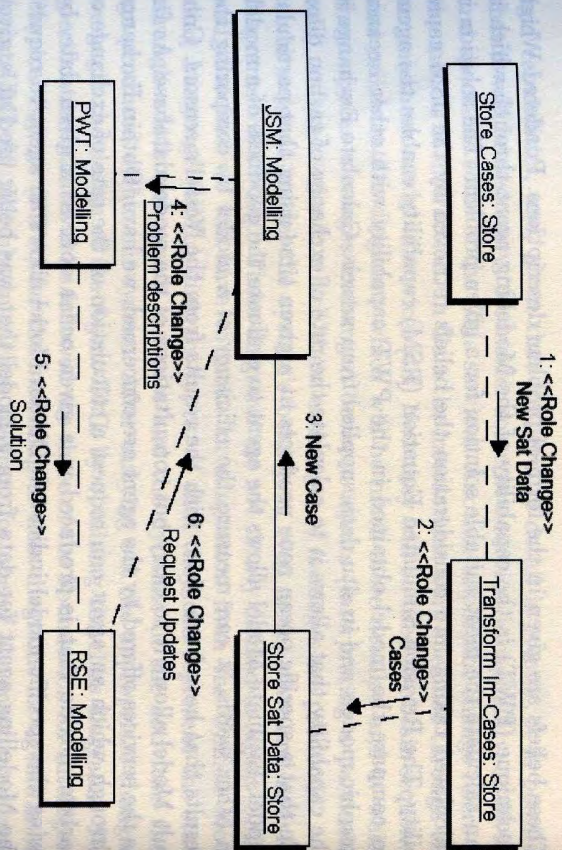 1: <<Role Change>>
New Sat Data
Store Cases: Store
Transform Im-Cases: Store
2: <<Role Change>>
Cases
3: New Case
JSM: Modelling
Store Sat Data: Store
4: <<Role Change>>
Problem descriptions
6: <<Role Change>>
Request Updates
PWT: Modelling
RSE: Modelling
5: <<Role Change>>
Solution